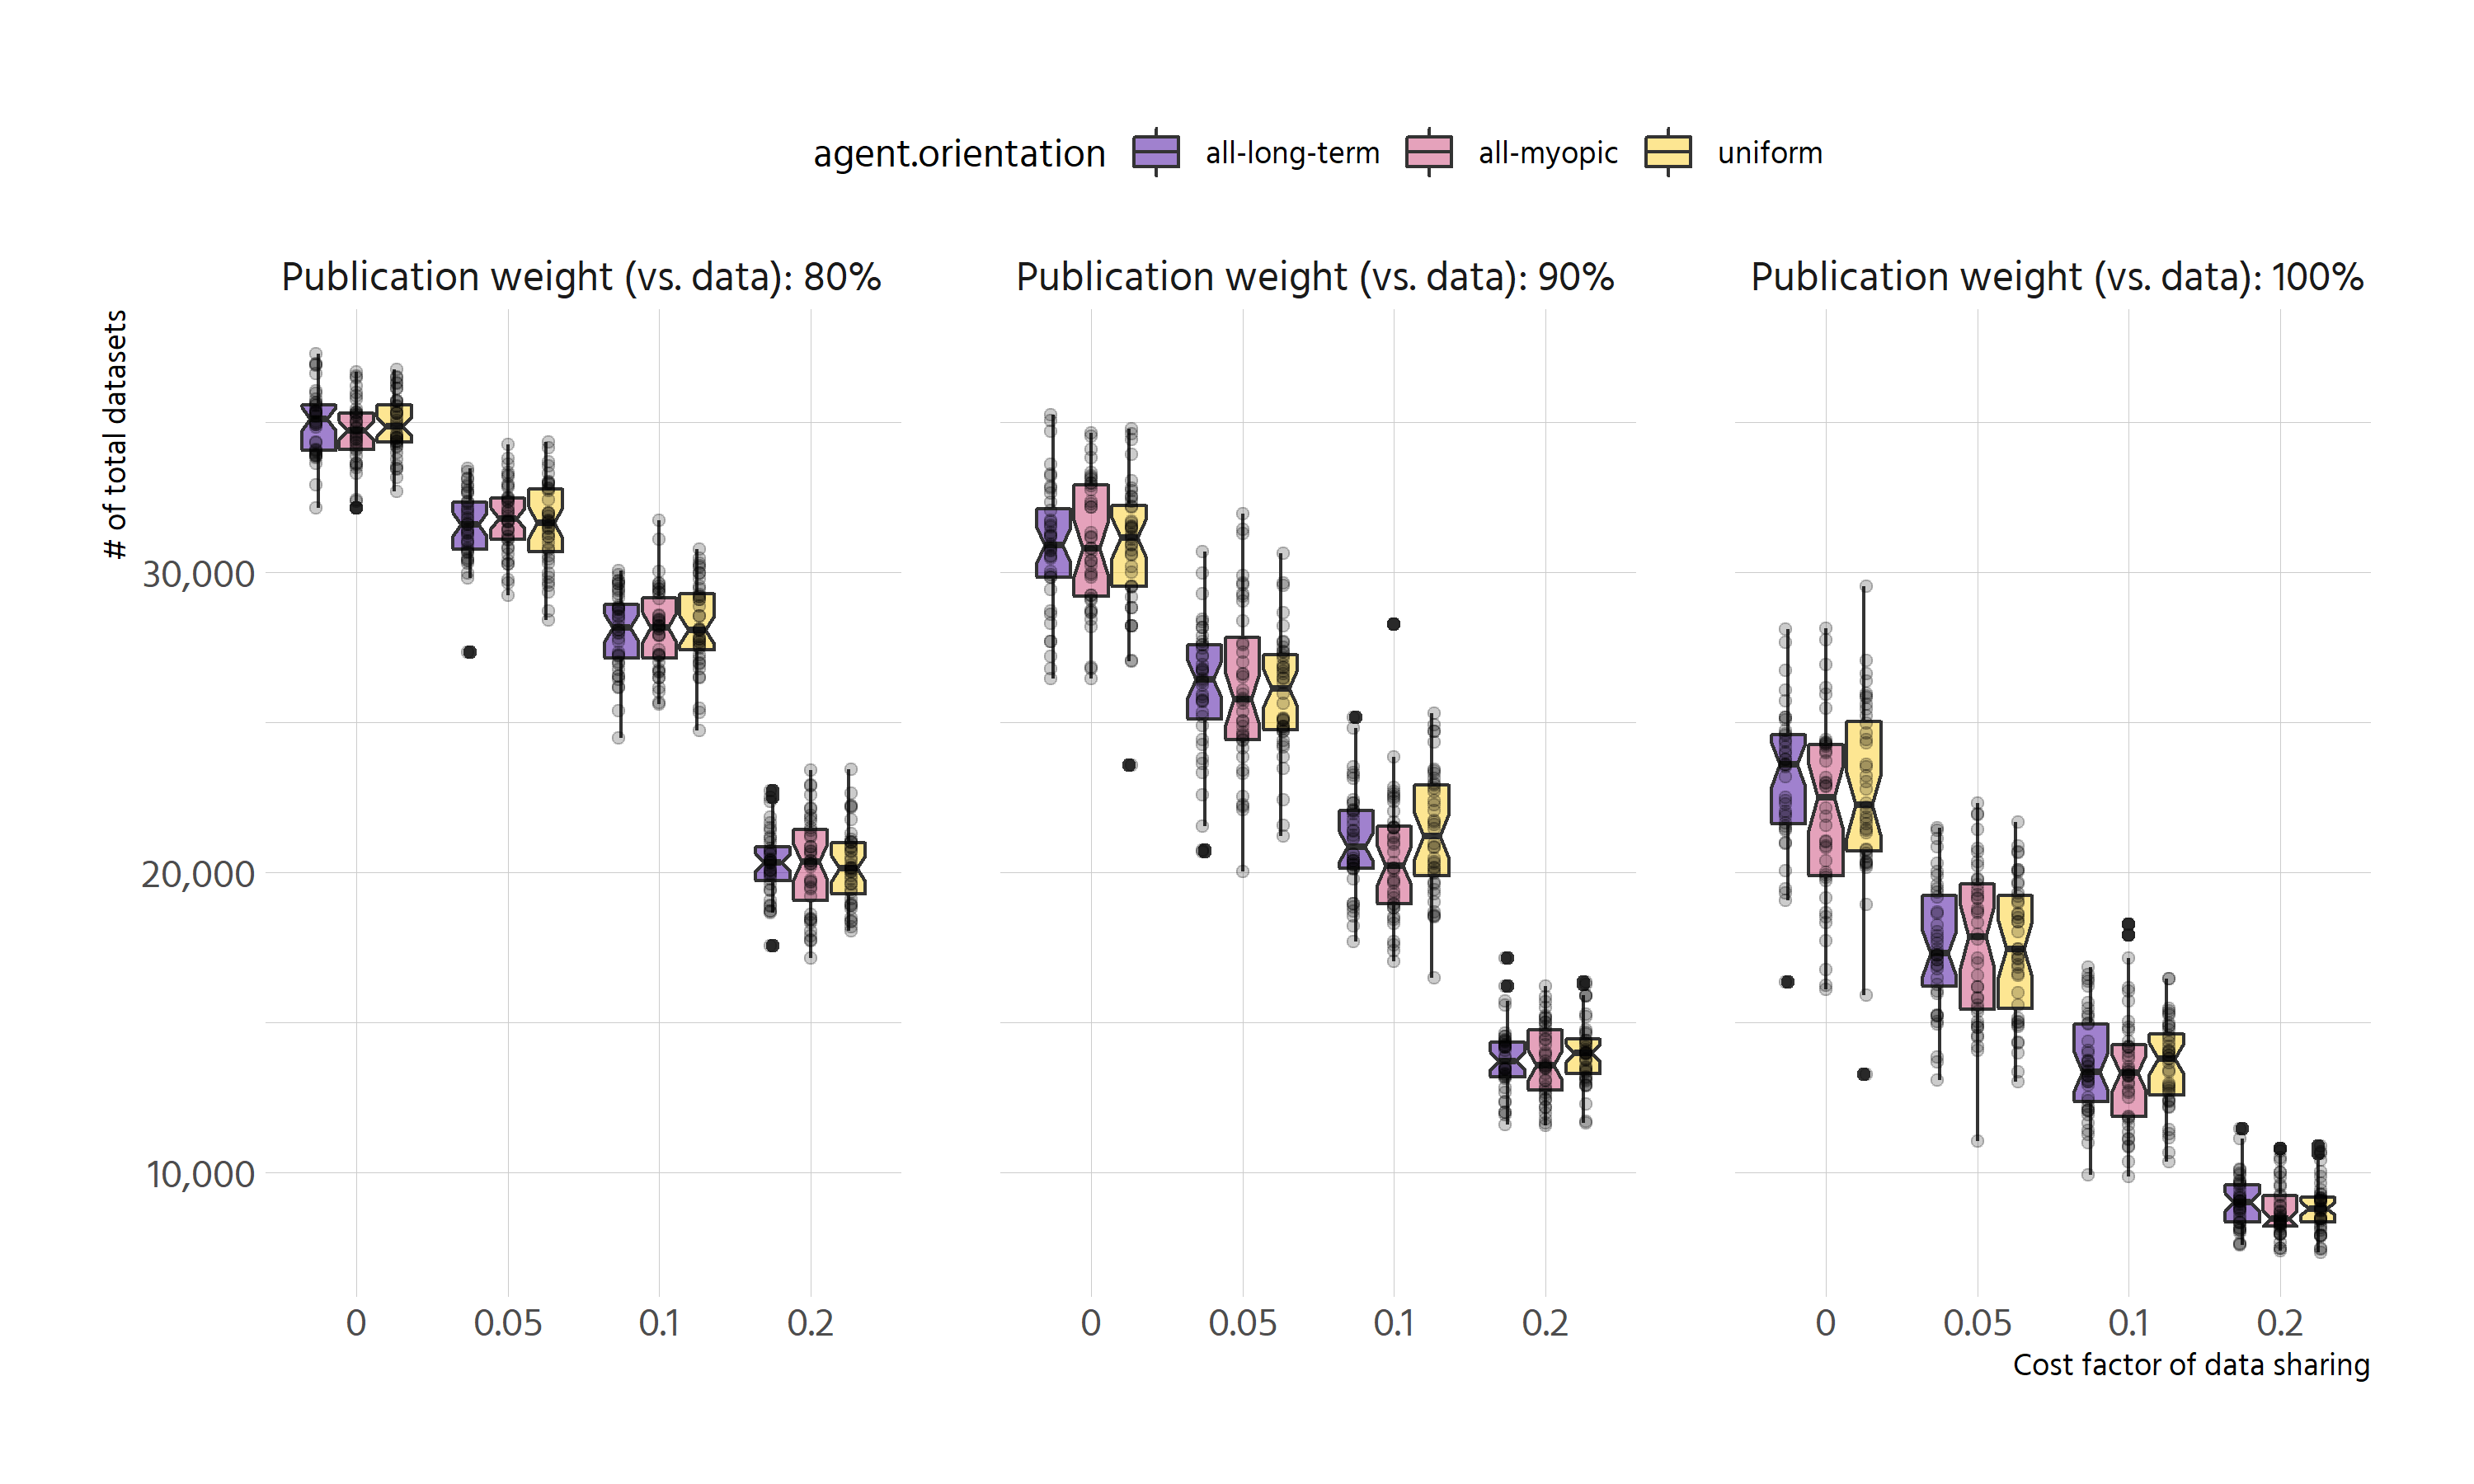 agent.orientation all-long-term all-myopic uniform
Publication weight (vs. data): 80% Publication weight (vs. data): 90% Publication weight (vs. data): 100%
# of total datasets
30,000
20,000
10,000
0 0.05 0.1 0.2 0 0.05 0.1 0.2 0 0.05 0.1 0.2
Cost factor of data sharing